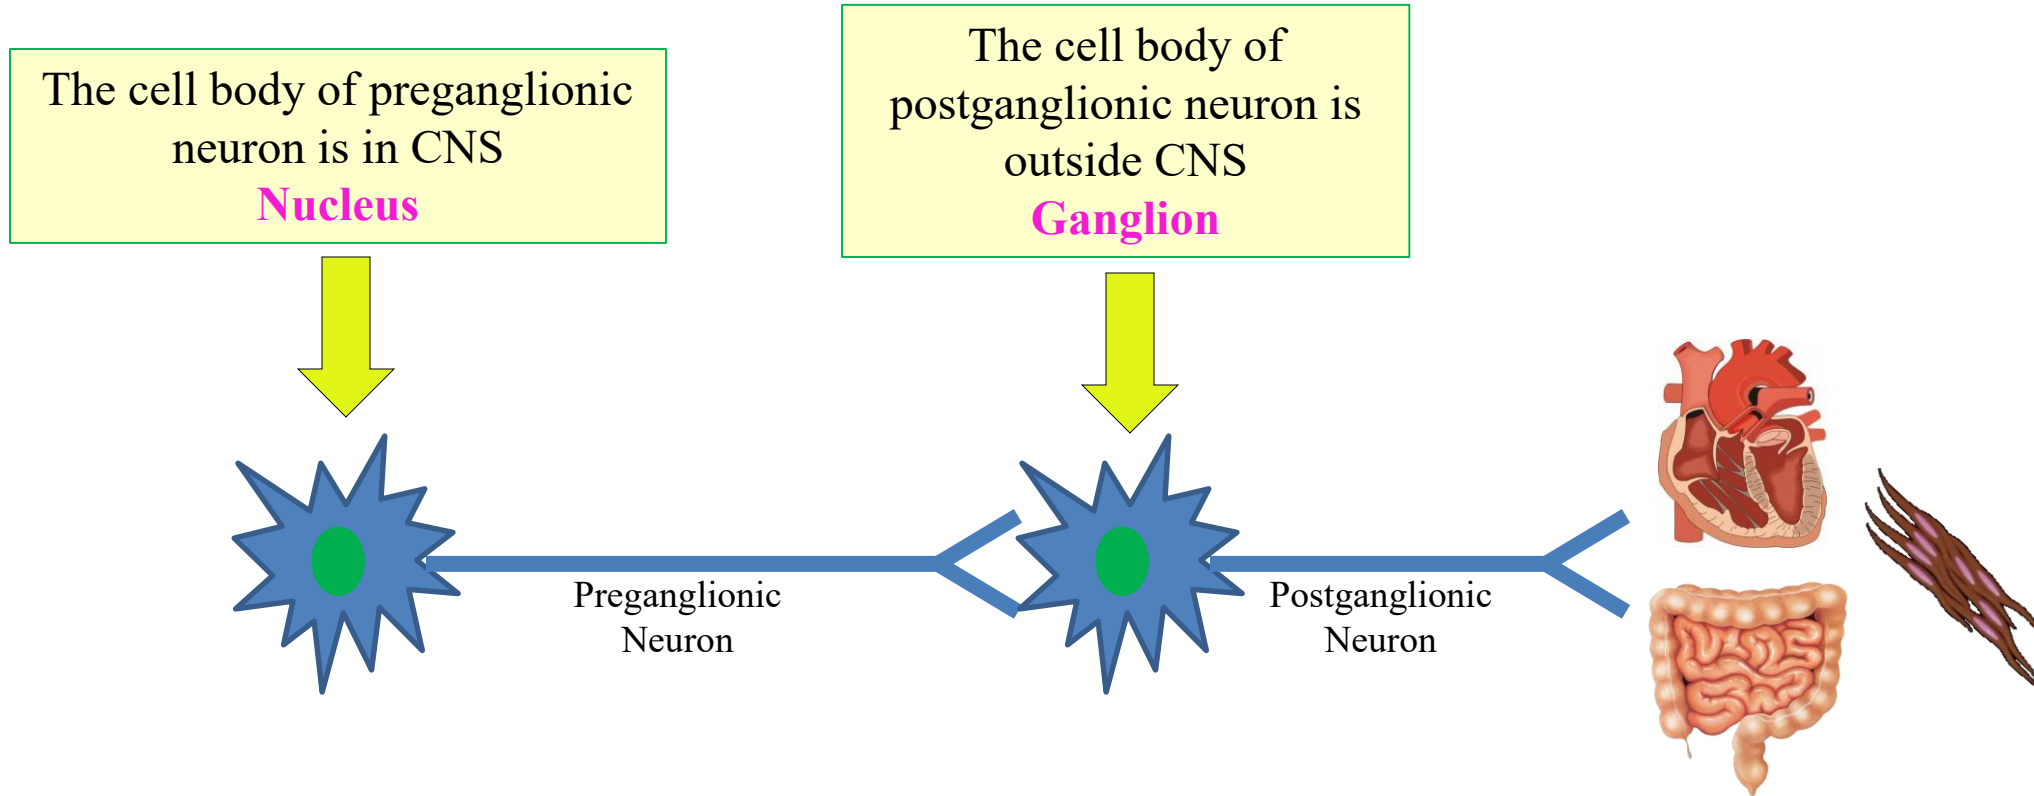 The cell body of preganglionic
neuron is in CNS
Nucleus
The cell body of
postganglionic neuron is
outside CNS
Ganglion
Preganglionic
Neuron
Postganglionic
Neuron